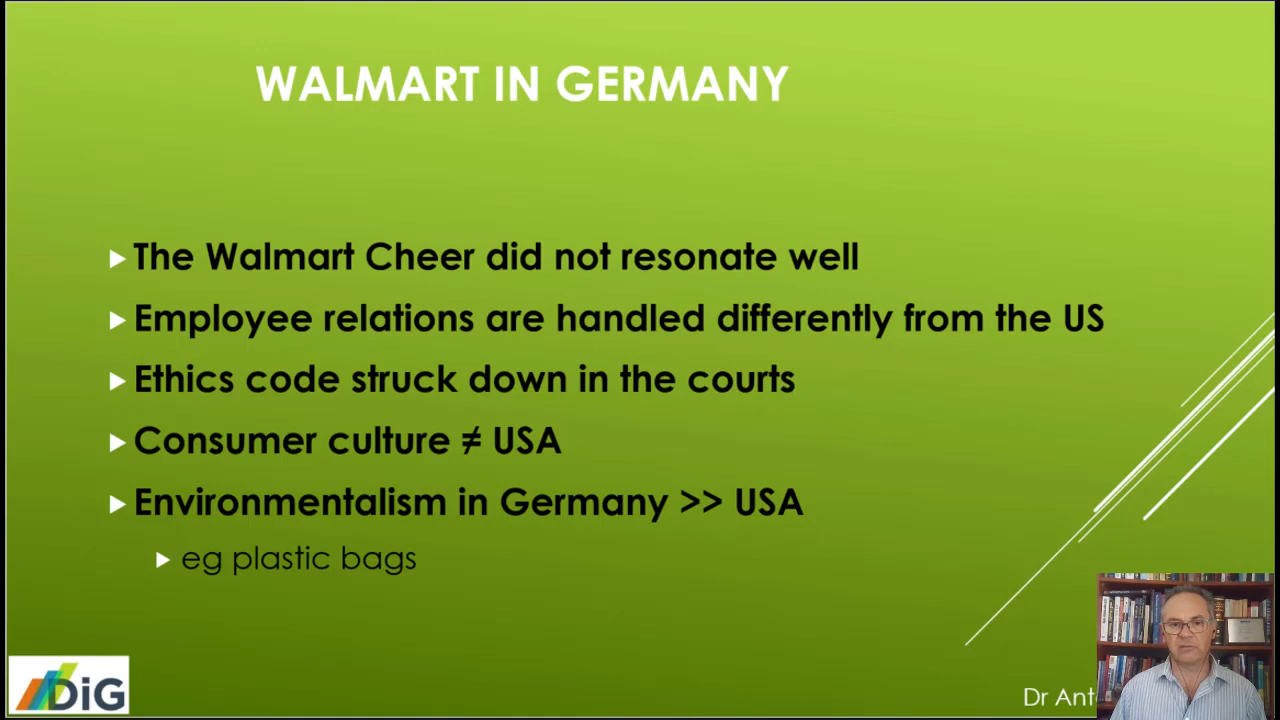 WALMART IN GERMANY
The Walmart Cheer did not resonate well
Employee relations are handled differently from the US
Ethics code struck down in the courts
Consumer culture ≠ USA
Environmentalism in Germany >> USA
eg plastic bags
DiG
Dr